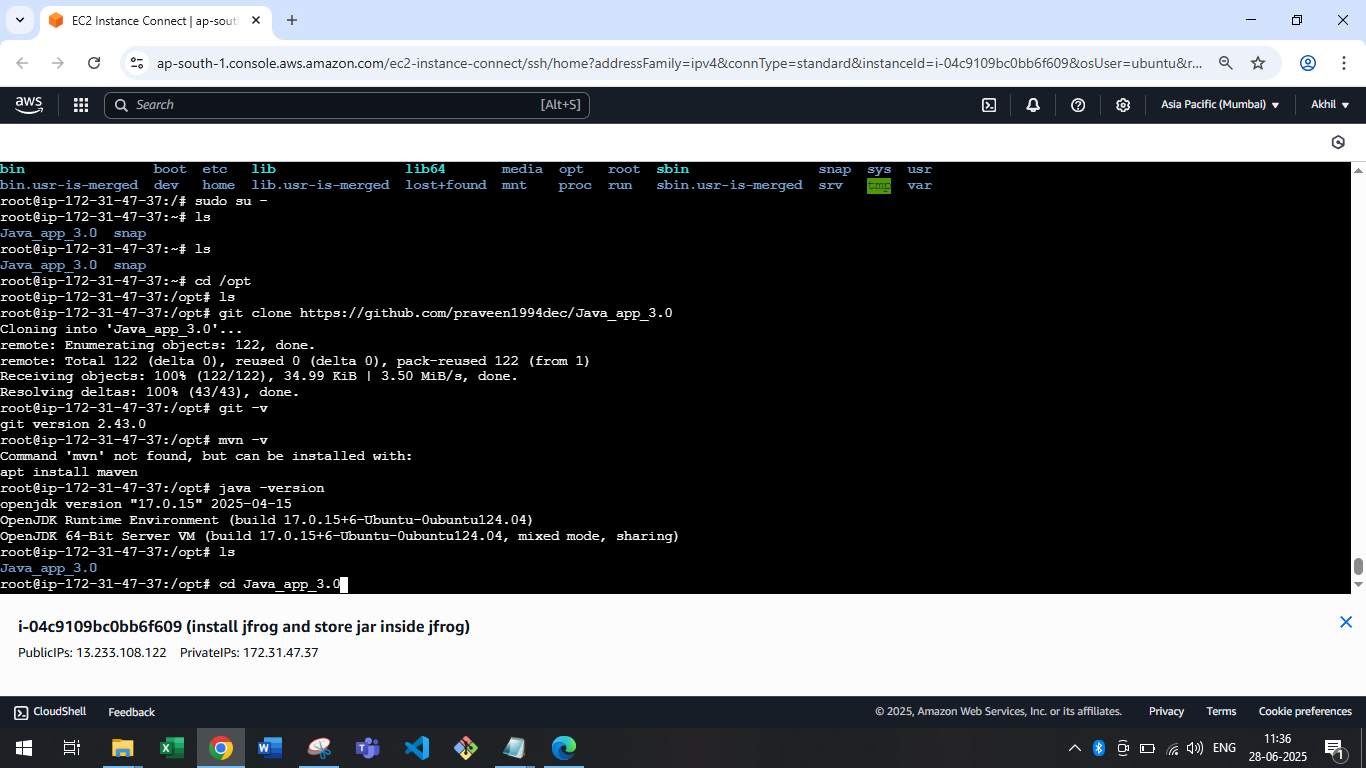 EC2 Instance Connect | ap-sout
ap-south-1.console.aws.amazon.com/ec2-instance-connect/ssh/home?addressFamily=ipv4&connType=standard&instanceId=i-04c9109bc0bb6f609&osUser=ubuntu&r...
aws Search [Alt+S] Asia Pacific (Mumbai) Akhil
bin boot etc lib lib64 media opt root sbin snap sys usr
bin.usr-is-merged dev home lib.usr-is-merged lost+found mnt proc run sbin.usr-is-merged srv tmp var
root@ip-172-31-47-37:/# sudo su -
root@ip-172-31-47-37:~# ls
Java_app_3.0 snap
root@ip-172-31-47-37:~# ls
Java_app_3.0 snap
root@ip-172-31-47-37:~# cd /opt
root@ip-172-31-47-37:/opt# ls
root@ip-172-31-47-37:/opt# git clone https://github.com/praveen1994dec/Java_app_3.0
Cloning into 'Java_app_3.0'...
remote: Enumerating objects: 122, done.
remote: Total 122 (delta 0), reused 0 (delta 0), pack-reused 122 (from 1)
Receiving objects: 100% (122/122), 34.99 KiB | 3.50 MiB/s, done.
Resolving deltas: 100% (43/43), done.
root@ip-172-31-47-37:/opt# git -v
git version 2.43.0
root@ip-172-31-47-37:/opt# mvn -v
Command 'mvn' not found, but can be installed with:
apt install maven
root@ip-172-31-47-37:/opt# java -version
openjdk version "17.0.15" 2025-04-15
OpenJDK Runtime Environment (build 17.0.15+6-Ubuntu-0ubuntu124.04)
OpenJDK 64-Bit Server VM (build 17.0.15+6-Ubuntu-0ubuntu124.04, mixed mode, sharing)
root@ip-172-31-47-37:/opt# ls
Java_app_3.0
root@ip-172-31-47-37:/opt# cd Java_app_3.0
i-04c9109bc0bb6f609 (install jfrog and store jar inside jfrog)
PublicIPs: 13.233.108.122 PrivateIPs: 172.31.47.37
CloudShell Feedback © 2025, Amazon Web Services, Inc. or its affiliates. Privacy Terms Cookie preferences
ENG 11:36
28-06-2025 1